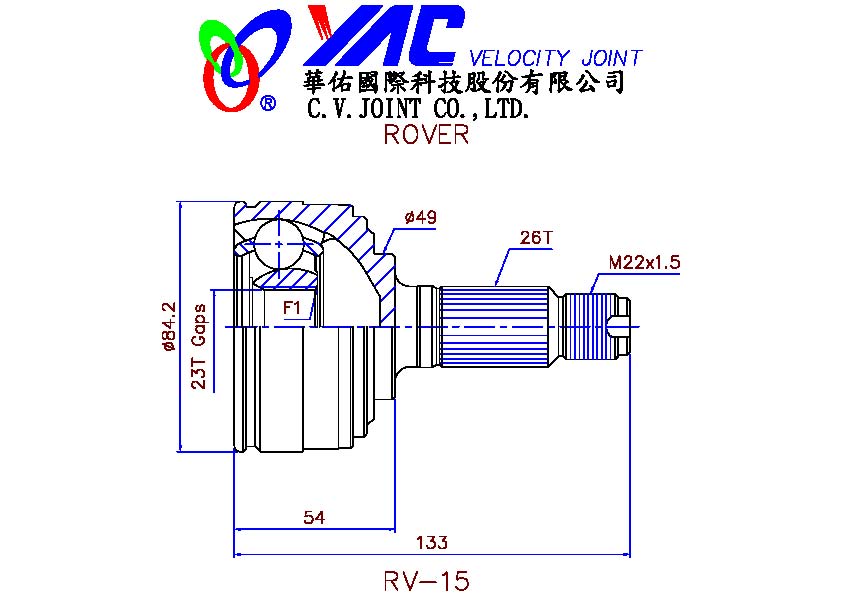 YAC VELOCITY JOINT
®
華佑國際科技股份有限公司
C.V.JOINT CO.,LTD.
ROVER
ø49
26T
M22x1.5
F1
ø84.2
23T Gaps
54
133
RV-15